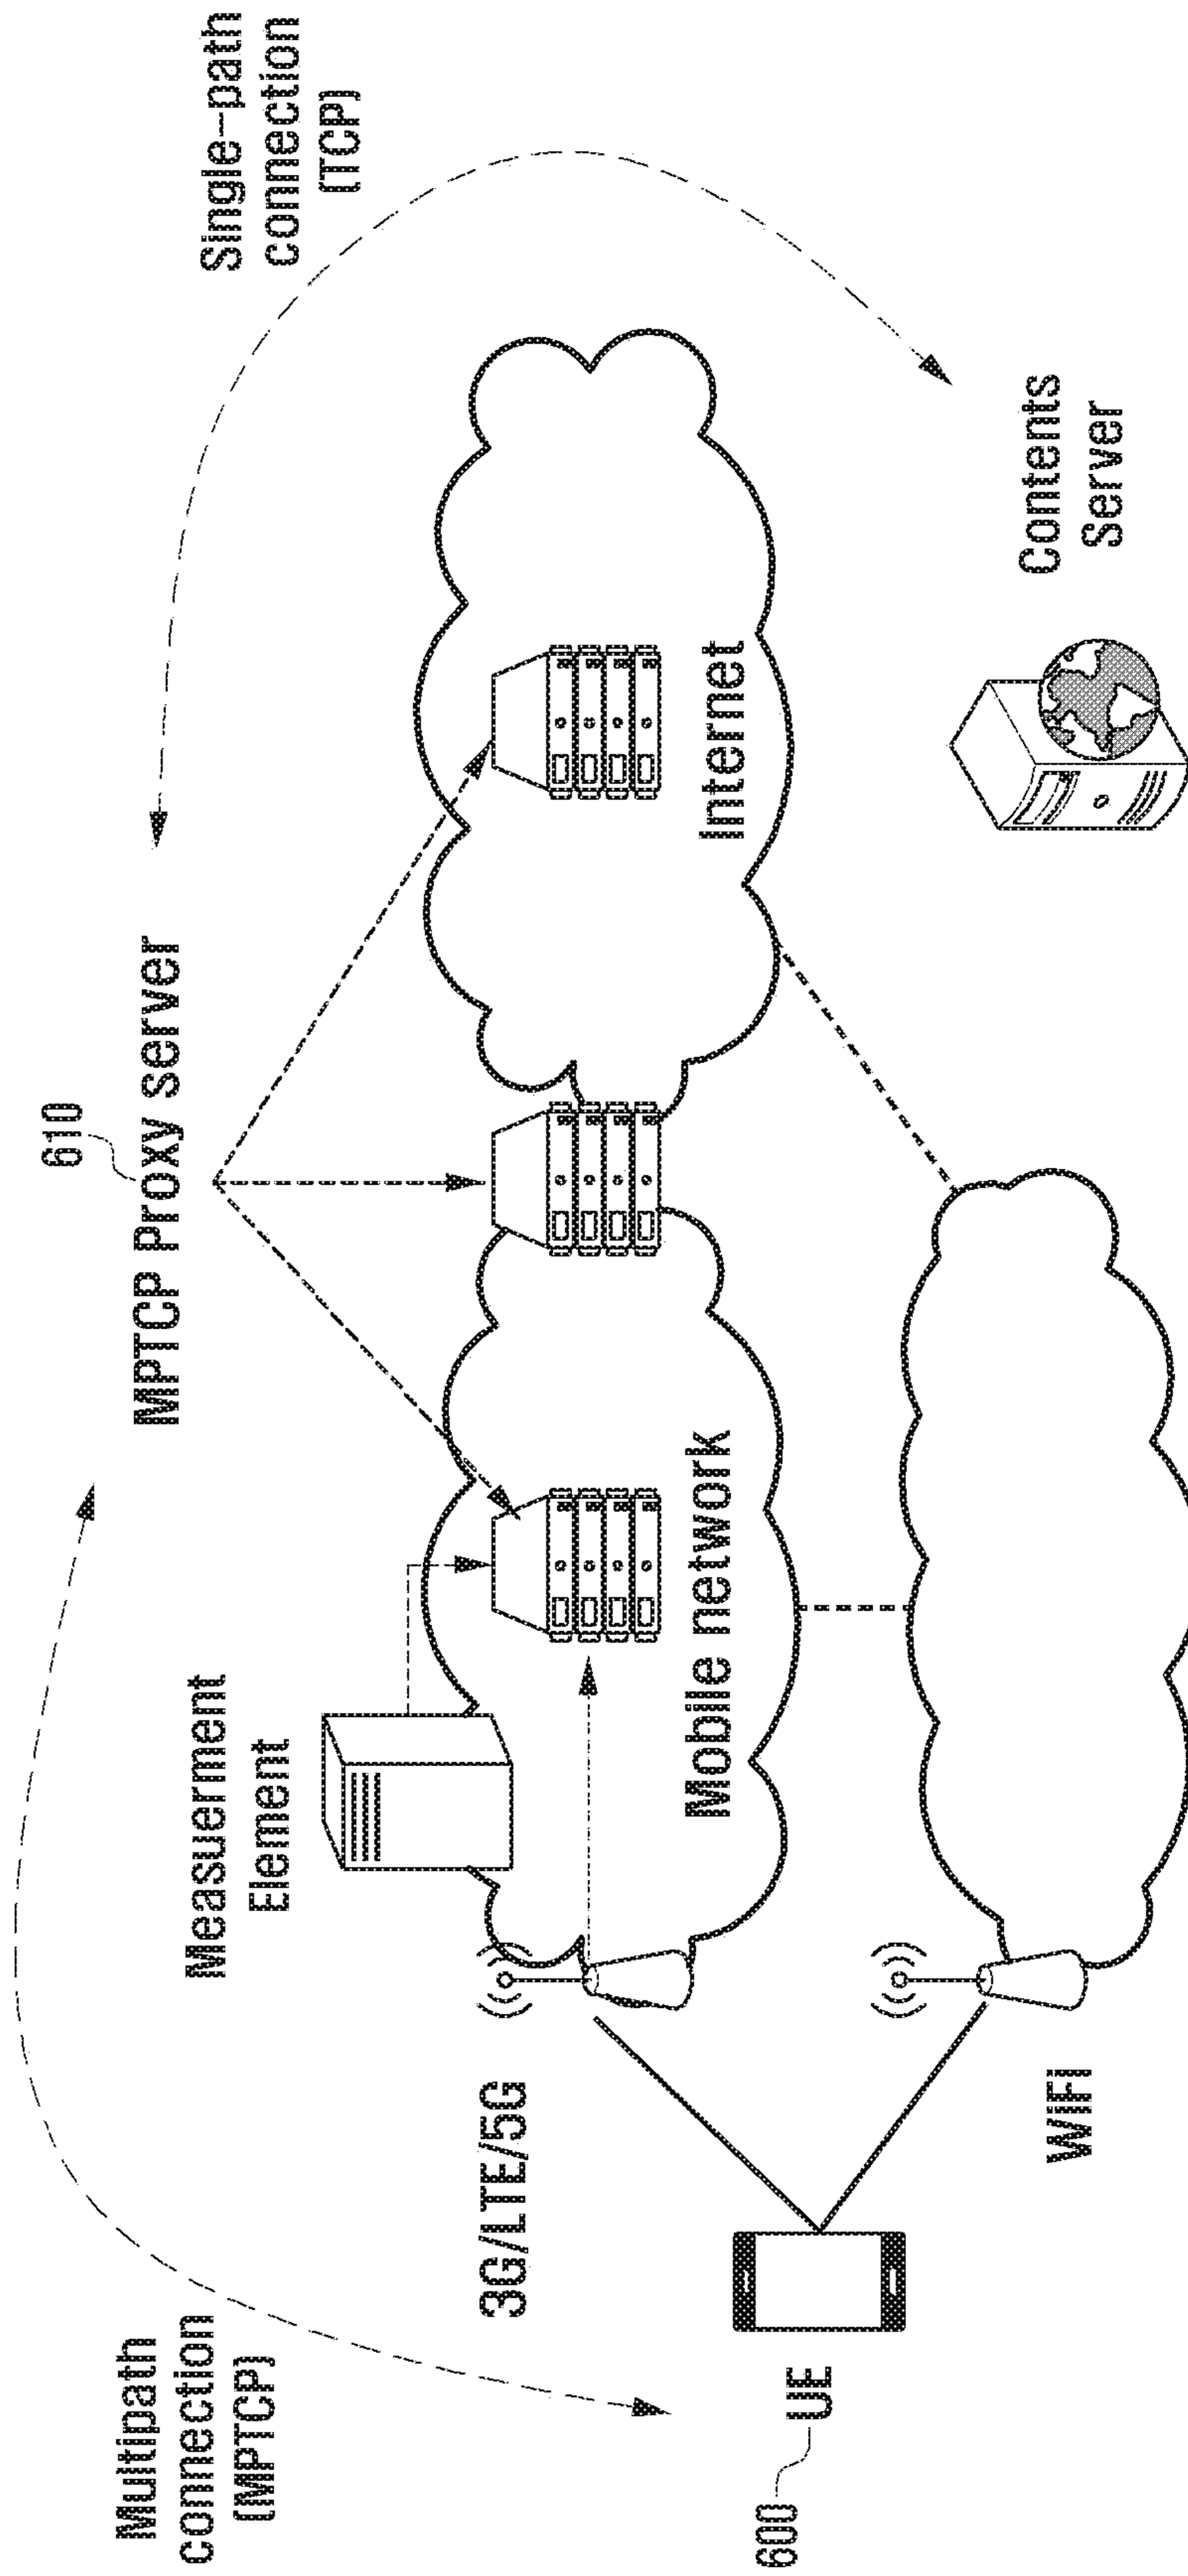 Multipath
connection
(MPTCP)
610
MPTCP Proxy server
Single-path
connection
(TCP)
Measuerment
Element
3G/LTE/5G
Mobile network
Internet
600
UE
WiFi
Contents
Server